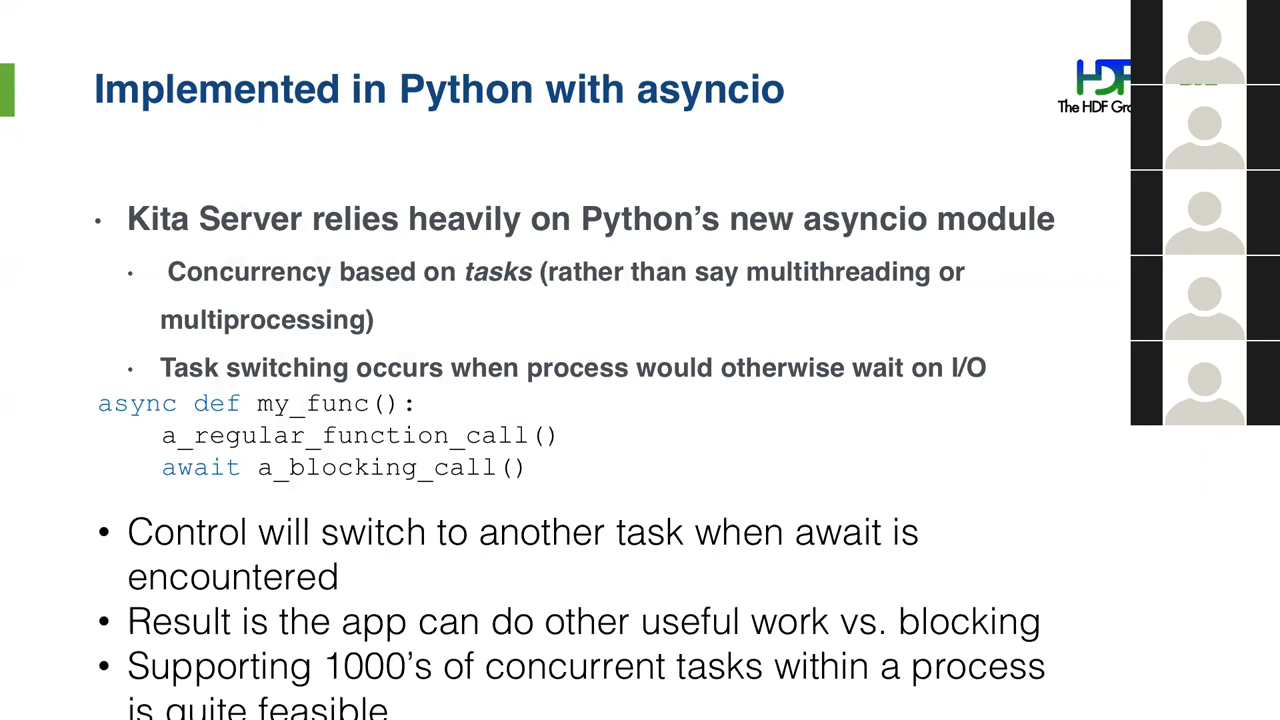 Implemented in Python with asyncio
HDF
The HDF
• Kita Server relies heavily on Python’s new asyncio module
• Concurrency based on tasks (rather than say multithreading or
multiprocessing)
• Task switching occurs when process would otherwise wait on I/O
async def my_func():
    a_regular_function_call()
    await a_blocking_call()
• Control will switch to another task when await is
encountered
• Result is the app can do other useful work vs. blocking
• Supporting 1000’s of concurrent tasks within a process
is quite feasible